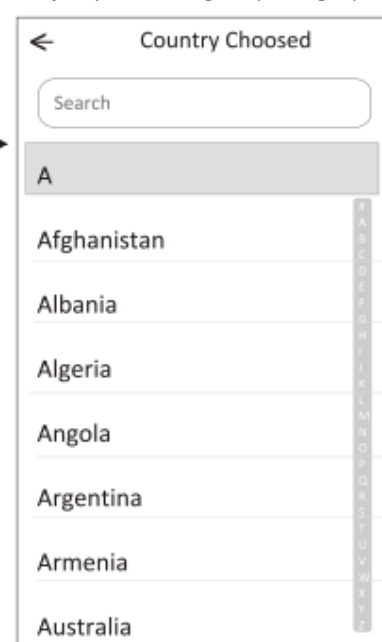 Country Choosed
Search
A
Afghanistan
Albania
Algeria
Angola
Argentina
Armenia
Australia
#
A
B
C
D
E
F
G
H
I
J
K
L
M
N
O
P
Q
R
S
T
U
V
W
X
Y
Z